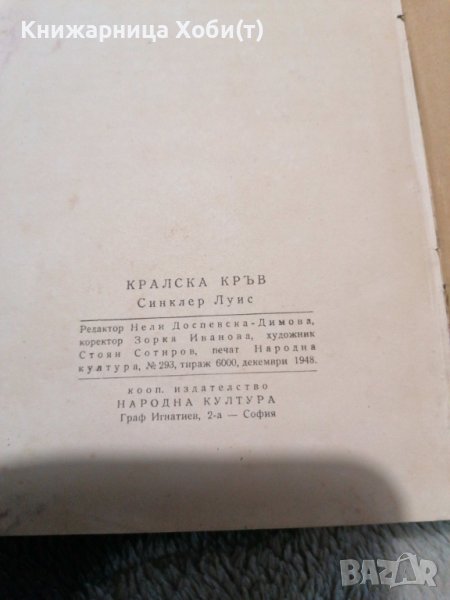 Книжарница Хоби(т)
КРАЛСКА КРЪВ
Синклер Луис
Редактор Нели Доспевска-Димова,
коректор Зорка Иванова, художник
Стоян Сотиров, печат Народна
култура, № 293, тираж 6000, декември 1948.
кооп. издателство
НАРОДНА КУЛТУРА
Граф Игнатиев, 2-а — София
BAZAR